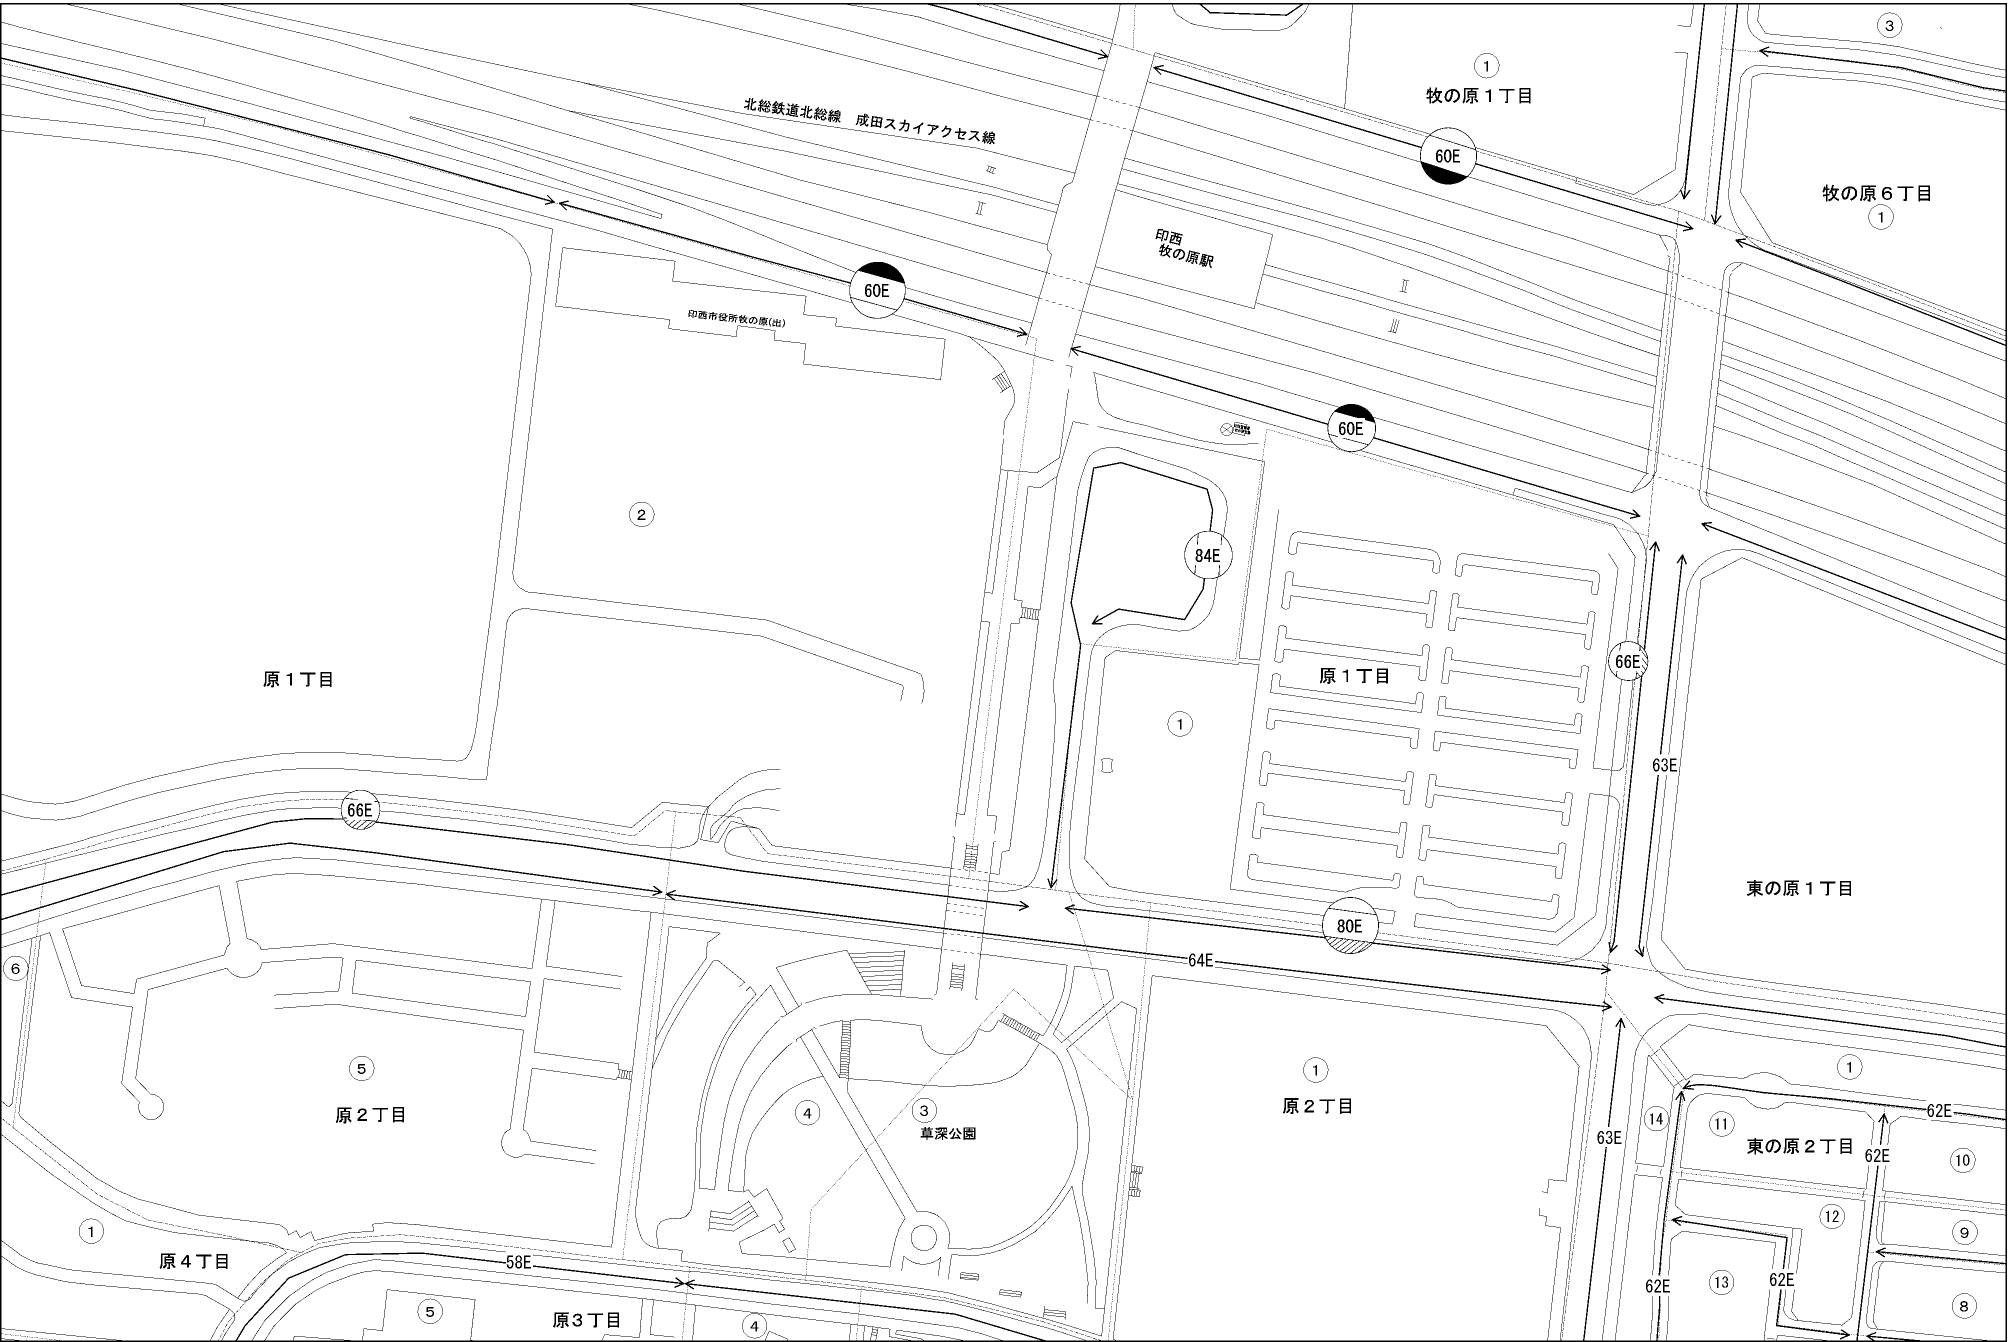 3
1
牧の原１丁目
北総鉄道北総線　成田スカイアクセス線
60E
牧の原６丁目
1
印西
牧の原駅
60E
印西市役所牧の原(出)
60E
2
84E
原１丁目
66E
原１丁目
1
63E
66E
東の原１丁目
80E
64E
6
5
原２丁目
4
3
草深公園
1
原２丁目
1
62E
14
11
63E
東の原２丁目
62E
10
12
1
9
原４丁目
58E
62E
13
62E
8
5
原３丁目
4